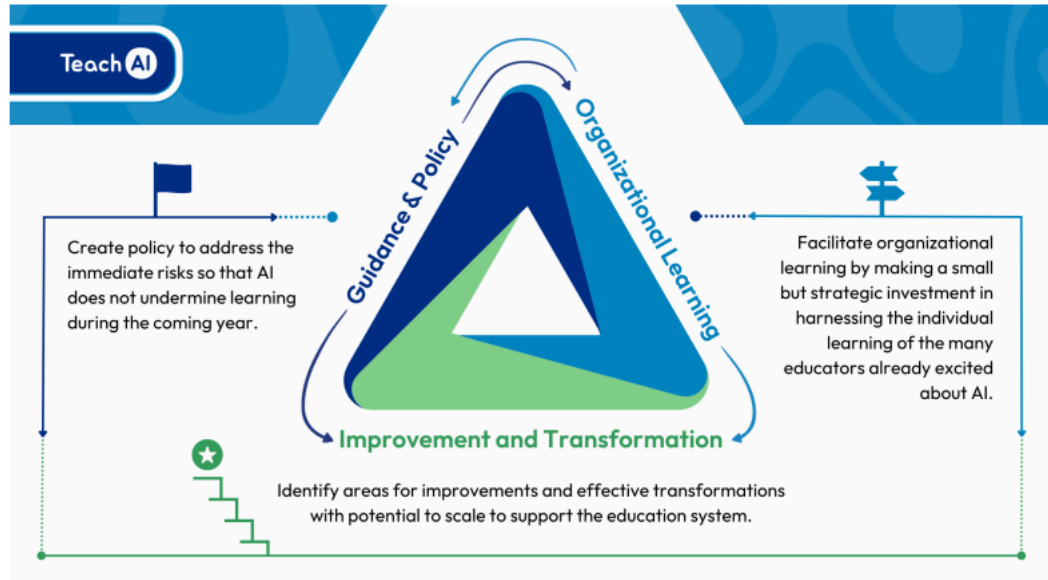 Teach AI
Guidance & Policy
Organizational Learning
Create policy to address the
immediate risks so that AI
does not undermine learning
during the coming year.
Facilitate organizational
learning by making a small
but strategic investment in
harnessing the individual
learning of the many
educators already excited
about AI.
Improvement and Transformation
Identify areas for improvements and effective transformations
with potential to scale to support the education system.